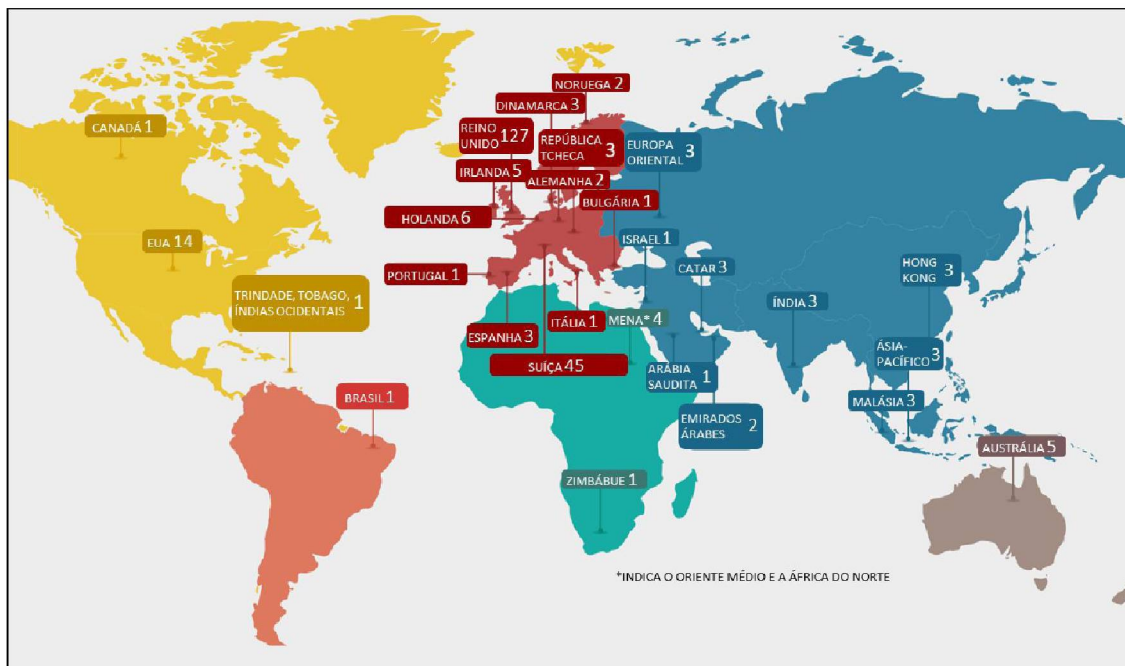 NORUEGA 2
DINAMARCA 3
CANADÁ 1
REINO
UNIDO 127
REPÚBLICA
TCHECA 3
EUROPA
ORIENTAL 3
IRLANDA 5
ALEMANHA 2
BULGÁRIA 1
HOLANDA 6
EUA 14
ISRAEL 1
PORTUGAL 1
CATAR 3
HONG
KONG 3
TRINDADE, TOBAGO,
ÍNDIAS OCIDENTAIS 1
ÍNDIA 3
ESPANHA 3
ITÁLIA 1
MENA* 4
SUÍÇA 45
ARÁBIA
SAUDITA 1
ÁSIA-
PACÍFICO 3
BRASIL 1
MALÁSIA 3
EMIRADOS
ÁRABES 2
AUSTRÁLIA 5
ZIMBÁBUE 1
*INDICA O ORIENTE MÉDIO E A ÁFRICA DO NORTE